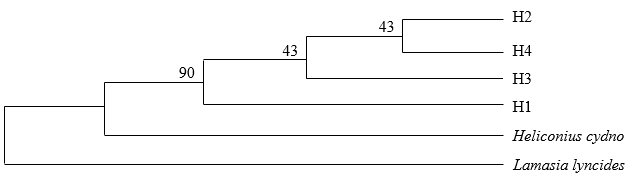 H2
43
H4
43
H3
90
H1
Heliconius cydno
Lamasia lyncides